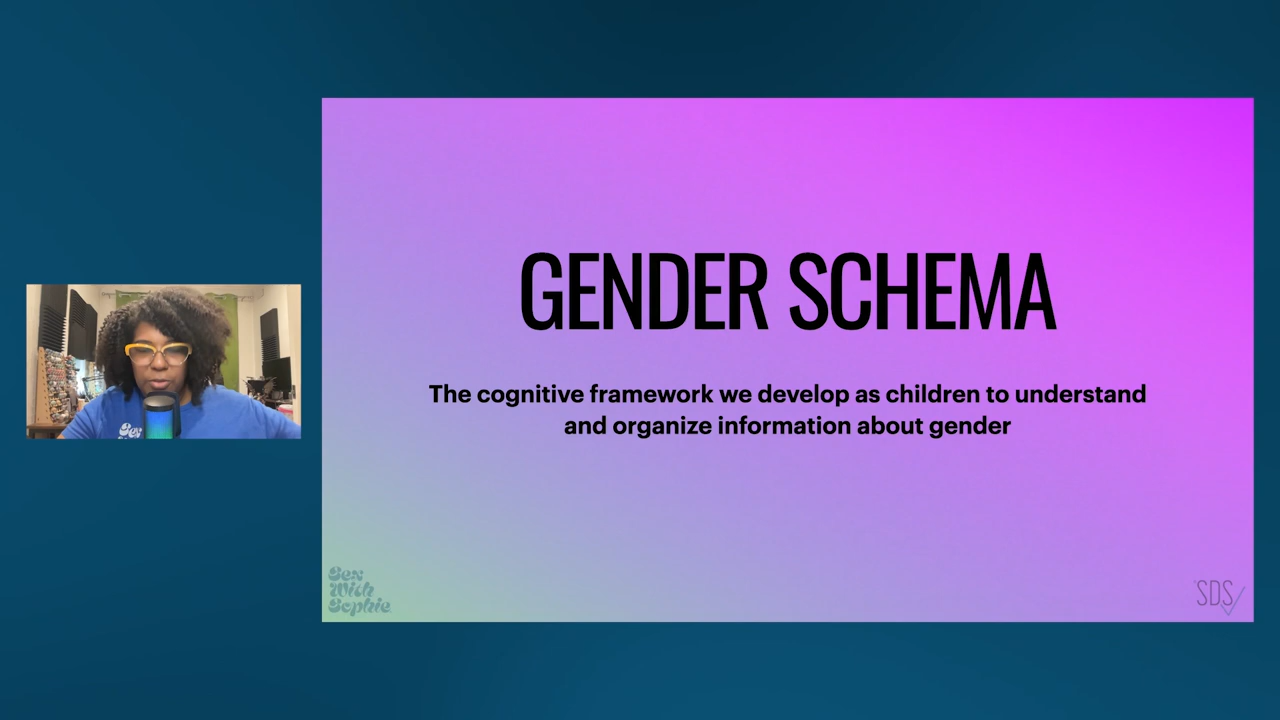 GENDER SCHEMA
The cognitive framework we develop as children to understand
and organize information about gender
Sex
With
Sophie
SDS